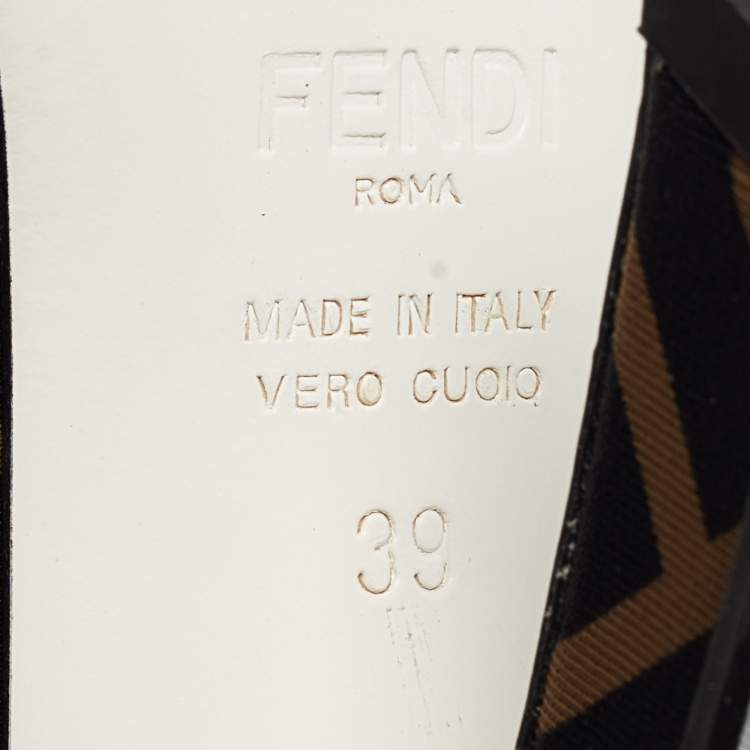 FENDI
ROMA
MADE IN ITALY
VERO CUOIO
39